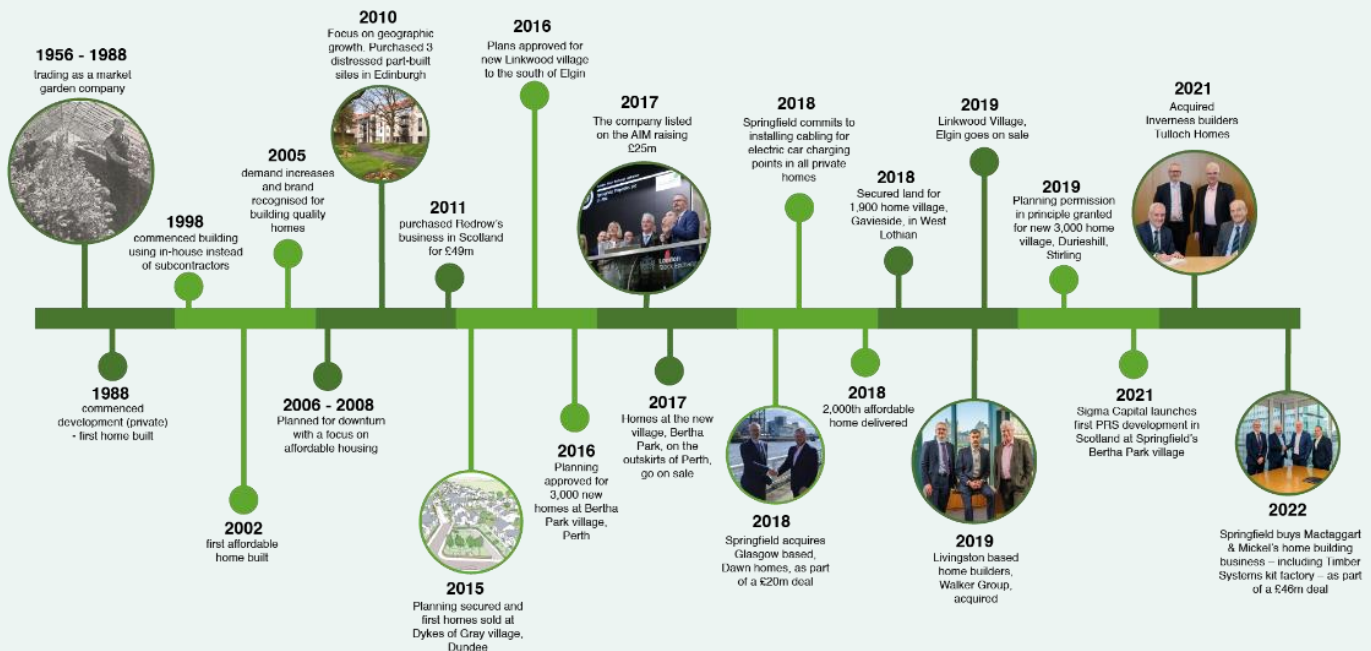 1956 - 1988
trading as a market
garden company
1998
commenced building
using in-house instead
of subcontractors
2005
demand increases
and brand
recognised for
building quality
homes
2010
Focus on geographic
growth. Purchased 3
distressed part-built
sites in Edinburgh
2011
purchased Redrow's
business in Scotland
for £49m
2016
Plans approved for
new Linkwood village
to the south of Elgin
2017
The company listed
on the AIM raising
£25m
2018
Springfield commits to
installing cabling for
electric car charging
points in all private
homes
2018
Secured land for
1,900 home village,
Gavieside, in West
Lothian
2019
Linkwood Village,
Elgin goes on sale
2019
Planning permission
in principle granted
for new 3,000 home
village, Durieshill,
Stirling
2021
Acquired
Inverness builders
Tulloch Homes
1988
commenced
development (private)
- first home built
2002
first affordable
home built
2006 - 2008
Planned for downturn
with a focus on
affordable housing
2015
Planning secured and
first homes sold at
Dykes of Gray village,
Dundee
2016
Planning
approved for
3,000 new
homes at Bertha
Park village,
Perth
2017
Homes at the new
village, Bertha
Park, on the
outskirts of Perth,
go on sale
2018
Springfield acquires
Glasgow based,
Dawn homes, as part
of a £20m deal
2018
2,000th affordable
home delivered
2019
Livingston based
home builders,
Walker Group,
acquired
2021
Sigma Capital launches
first PRS development in
Scotland at Springfield's
Bertha Park village
2022
Springfield buys Mactaggart
& Mickel's home building
business – including Timber
Systems kit factory – as part
of a £46m deal